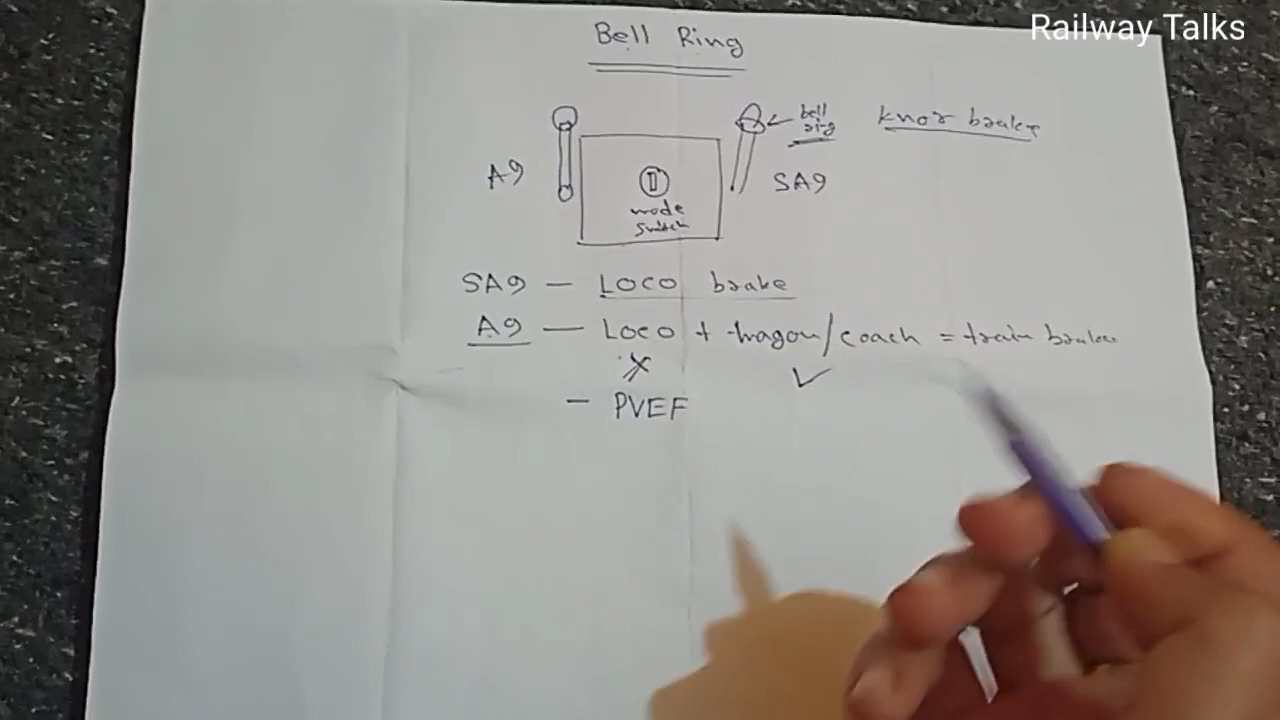 Railway Talks
Bell Ring
bell
ring
knor brake
A9
SA9
mode
switch
SA9 — LOCO brake
A9 — LOCO + wagon/coach = train brake
— PVEF